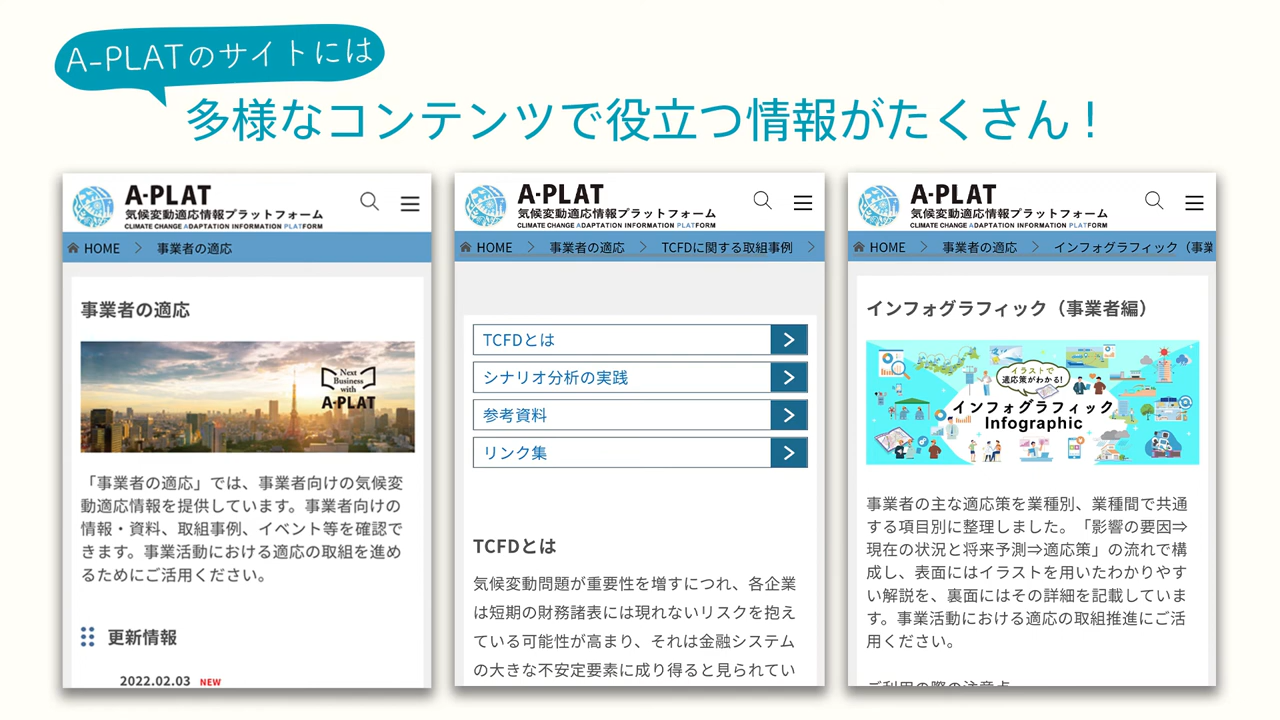 A-PLATのサイトには
多様なコンテンツで役立つ情報がたくさん!
A-PLAT
気候変動適応情報プラットフォーム
CLIMATE CHANGE ADAPTATION INFORMATION PLATFORM
HOME > 事業者の適応
事業者の適応
Next
Business
with
A-PLAT
「事業者の適応」では、事業者向けの気候変
動適応情報を提供しています。事業者向けの
情報・資料、取組事例、イベント等を確認で
きます。事業活動における適応の取組を進め
るためにご活用ください。
更新情報
2022.02.03 NEW
A-PLAT
気候変動適応情報プラットフォーム
CLIMATE CHANGE ADAPTATION INFORMATION PLATFORM
HOME > 事業者の適応 > TCFDに関する取組事例 >
TCFDとは
シナリオ分析の実践
参考資料
リンク集
TCFDとは
気候変動問題が重要性を増すにつれ、各企業
は短期の財務諸表には現れないリスクを抱え
ている可能性が高まり、それは金融システム
の大きな不安定要素に成り得ると見られてい
A-PLAT
気候変動適応情報プラットフォーム
CLIMATE CHANGE ADAPTATION INFORMATION PLATFORM
HOME > 事業者の適応 > インフォグラフィック（事業
インフォグラフィック（事業者編）
イラストで
適応策がわかる!
インフォグラフィック
Infographic
事業者の主な適応策を業種別、業種間で共通
する項目別に整理しました。「影響の要因⇒
現在の状況と将来予測⇒適応策」の流れで構
成し、表面にはイラストを用いたわかりやす
い解説を、裏面にはその詳細を記載していま
す。事業活動における適応の取組推進にご活
用ください。
ご利用の際の注意点